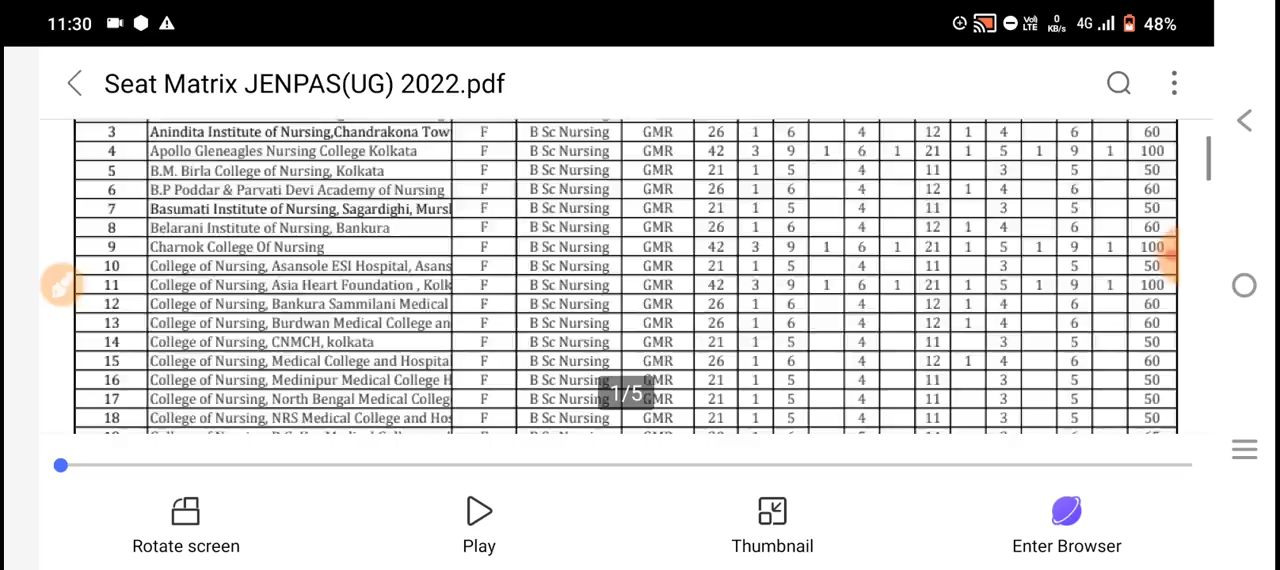 11:30 Vol) LTE 0 KB/s 4G 48%
Seat Matrix JENPAS(UG) 2022.pdf
3 Anindita Institute of Nursing,Chandrakona Tow F B Sc Nursing GMR 26 1 6 4 12 1 4 6 60
4 Apollo Gleneagles Nursing College Kolkata F B Sc Nursing GMR 42 3 9 1 6 1 21 1 5 1 9 1 100
5 B.M. Birla College of Nursing, Kolkata F B Sc Nursing GMR 21 1 5 4 11 3 5 50
6 B.P Poddar & Parvati Devi Academy of Nursing F B Sc Nursing GMR 26 1 6 4 12 1 4 6 60
7 Basumati Institute of Nursing, Sagardighi, Mursl F B Sc Nursing GMR 21 1 5 4 11 3 5 50
8 Belarani Institute of Nursing, Bankura F B Sc Nursing GMR 26 1 6 4 12 1 4 6 60
9 Charnok College Of Nursing F B Sc Nursing GMR 42 3 9 1 6 1 21 1 5 1 9 1 100
10 College of Nursing, Asansole ESI Hospital, Asans F B Sc Nursing GMR 21 1 5 4 11 3 5 50
11 College of Nursing, Asia Heart Foundation , Kolk F B Sc Nursing GMR 42 3 9 1 6 1 21 1 5 1 9 1 100
12 College of Nursing, Bankura Sammilani Medical F B Sc Nursing GMR 26 1 6 4 12 1 4 6 60
13 College of Nursing, Burdwan Medical College an F B Sc Nursing GMR 26 1 6 4 12 1 4 6 60
14 College of Nursing, CNMCH, kolkata F B Sc Nursing GMR 21 1 5 4 11 3 5 50
15 College of Nursing, Medical College and Hospita F B Sc Nursing GMR 26 1 6 4 12 1 4 6 60
16 College of Nursing, Medinipur Medical College H F B Sc Nursing GMR 21 1 5 4 11 3 5 50
17 College of Nursing, North Bengal Medical Colleg F B Sc Nursing GMR 21 1 5 4 11 3 5 50
1/5
18 College of Nursing, NRS Medical College and Hos F B Sc Nursing GMR 21 1 5 4 11 3 5 50
Rotate screen Play Thumbnail Enter Browser